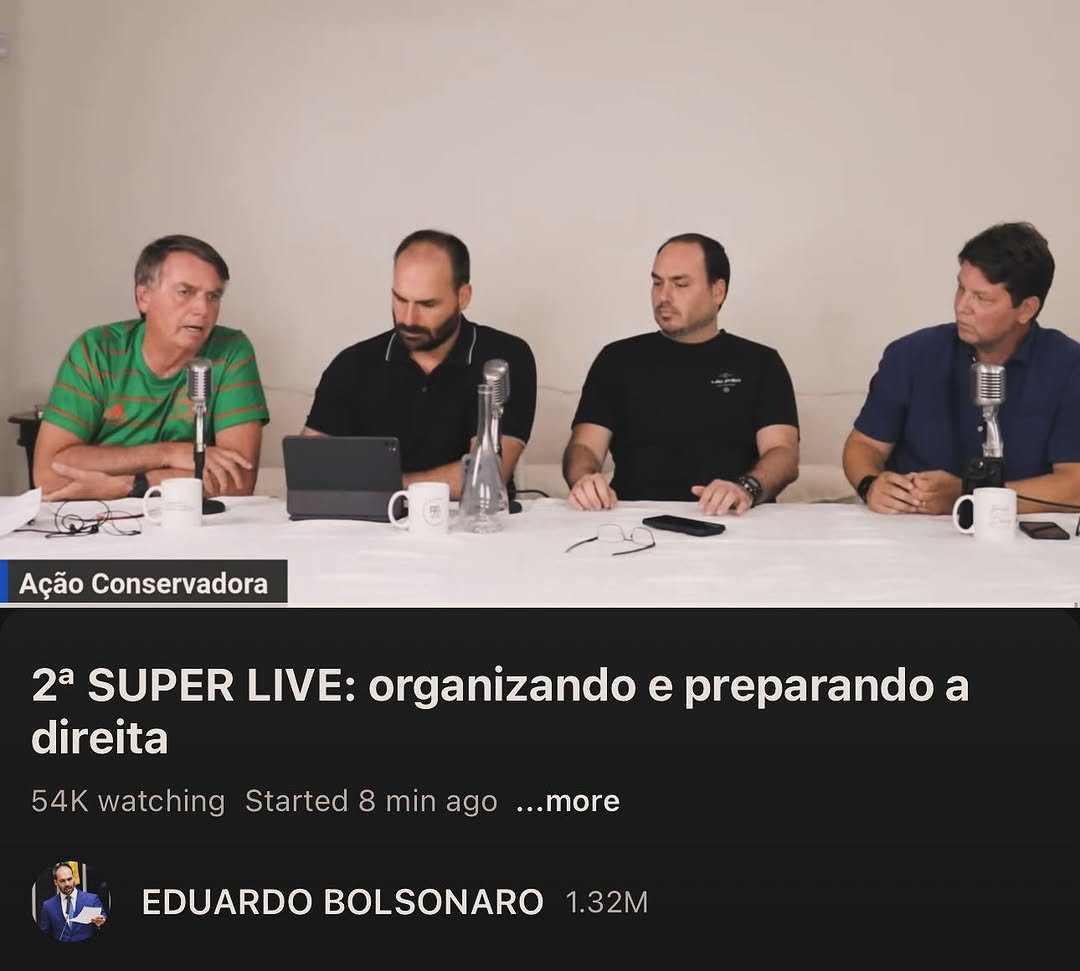 Ação Conservadora
2ª SUPER LIVE: organizando e preparando a
direita
54K watching Started 8 min ago ...more
EDUARDO BOLSONARO 1.32M